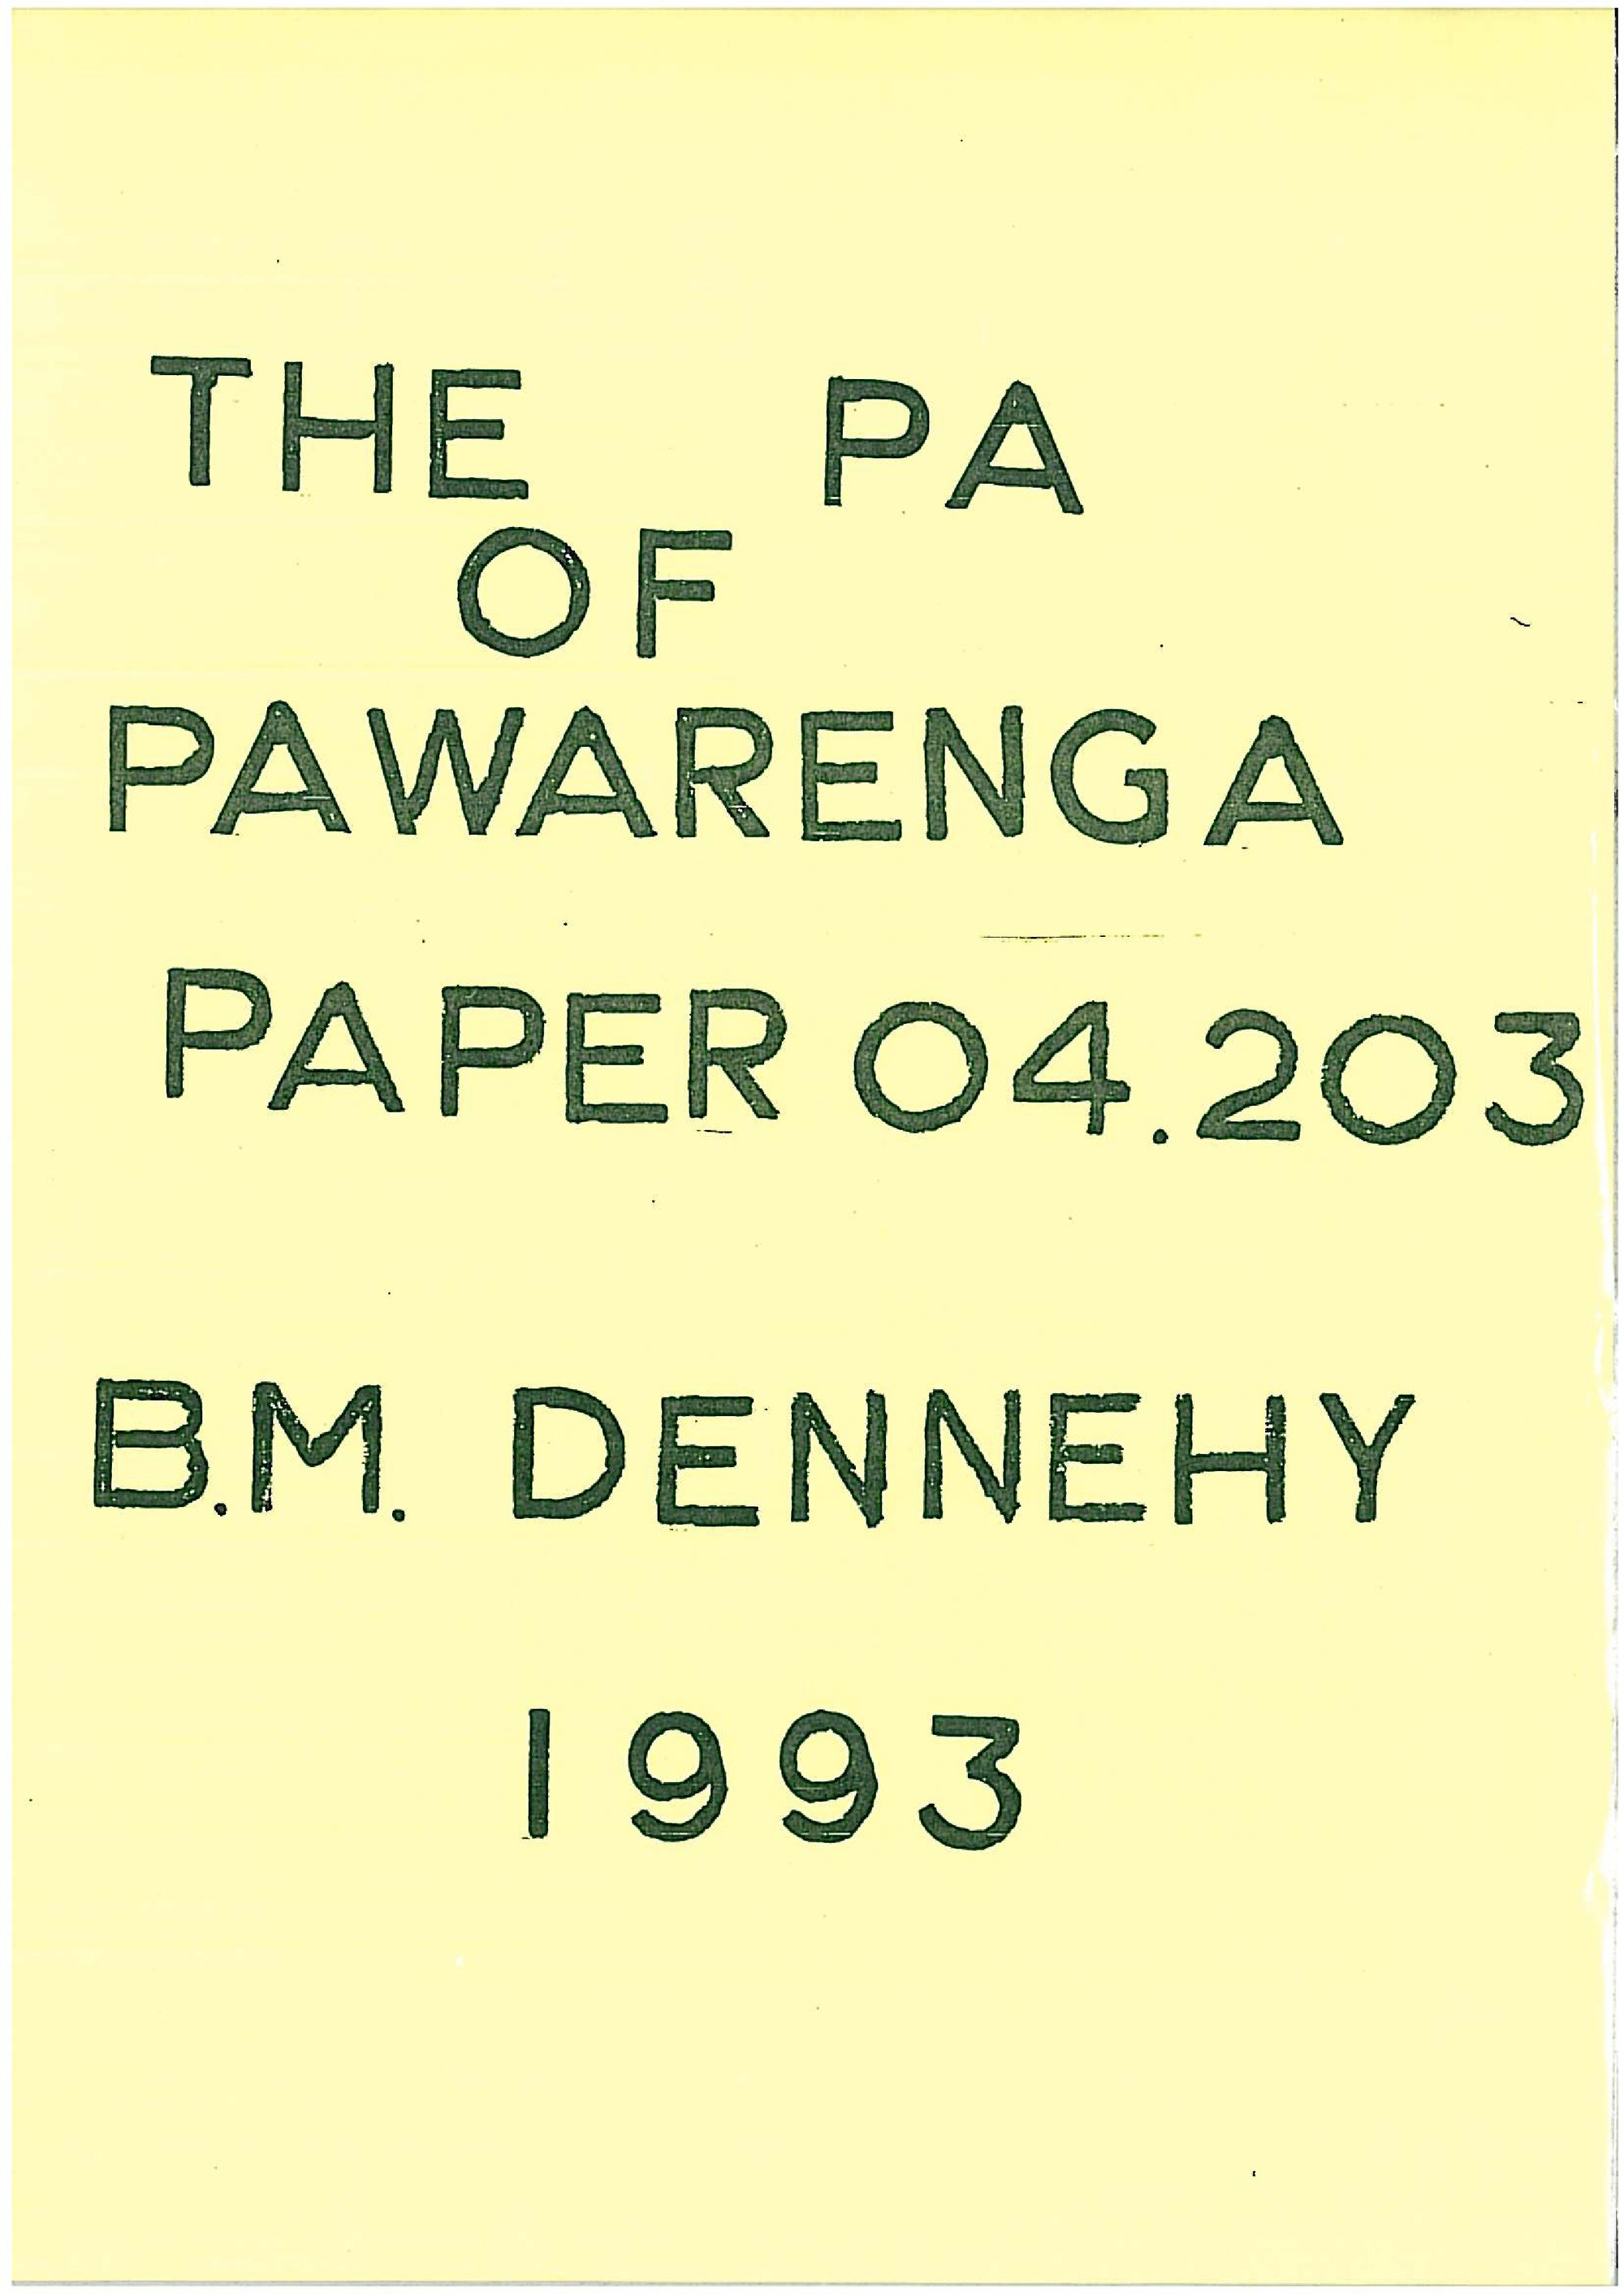 THE PA
OF
PAWARENGA
PAPER 04.203
B.M. DENNEHY
1993